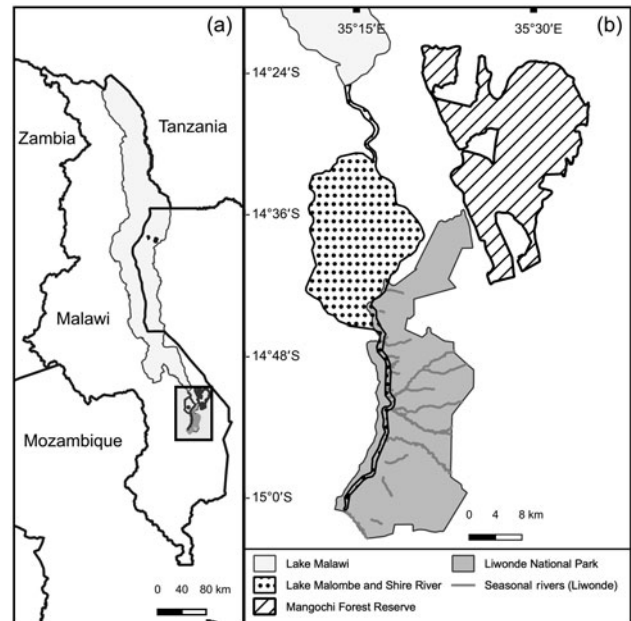 (a)
Zambia
Tanzania
Malawi
Mozambique
0 40 80 km
35°15'E 35°30'E
(b)
14°24'S
14°36'S
14°48'S
15°0'S
0 4 8 km
Lake Malawi
Lake Malombe and Shire River
Mangochi Forest Reserve
Liwonde National Park
Seasonal rivers (Liwonde)